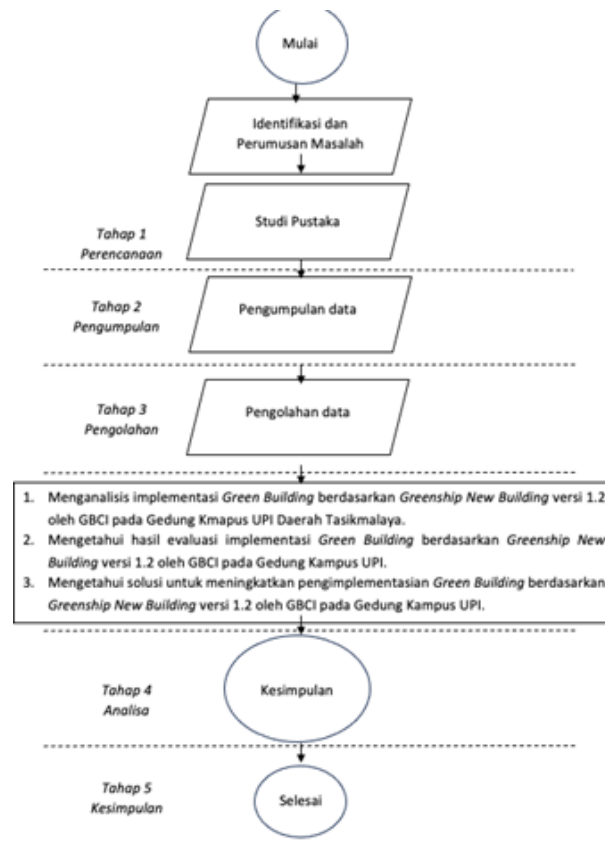 Mulai
Identifikasi dan
Perumusan Masalah
Studi Pustaka
Tahap 1
Perencanaan
Tahap 2
Pengumpulan
Pengumpulan data
Tahap 3
Pengolahan
Pengolahan data
1. Menganalisis implementasi Green Building berdasarkan Greenship New Building versi 1.2
oleh GBCI pada Gedung Kmapus UPI Daerah Tasikmalaya.
2. Mengetahui hasil evaluasi implementasi Green Building berdasarkan Greenship New
Building versi 1.2 oleh GBCI pada Gedung Kampus UPI.
3. Mengetahui solusi untuk meningkatkan pengimplementasian Green Building berdasarkan
Greenship New Building versi 1.2 oleh GBCI pada Gedung Kampus UPI.
Tahap 4
Analisa
Kesimpulan
Tahap 5
Kesimpulan
Selesai